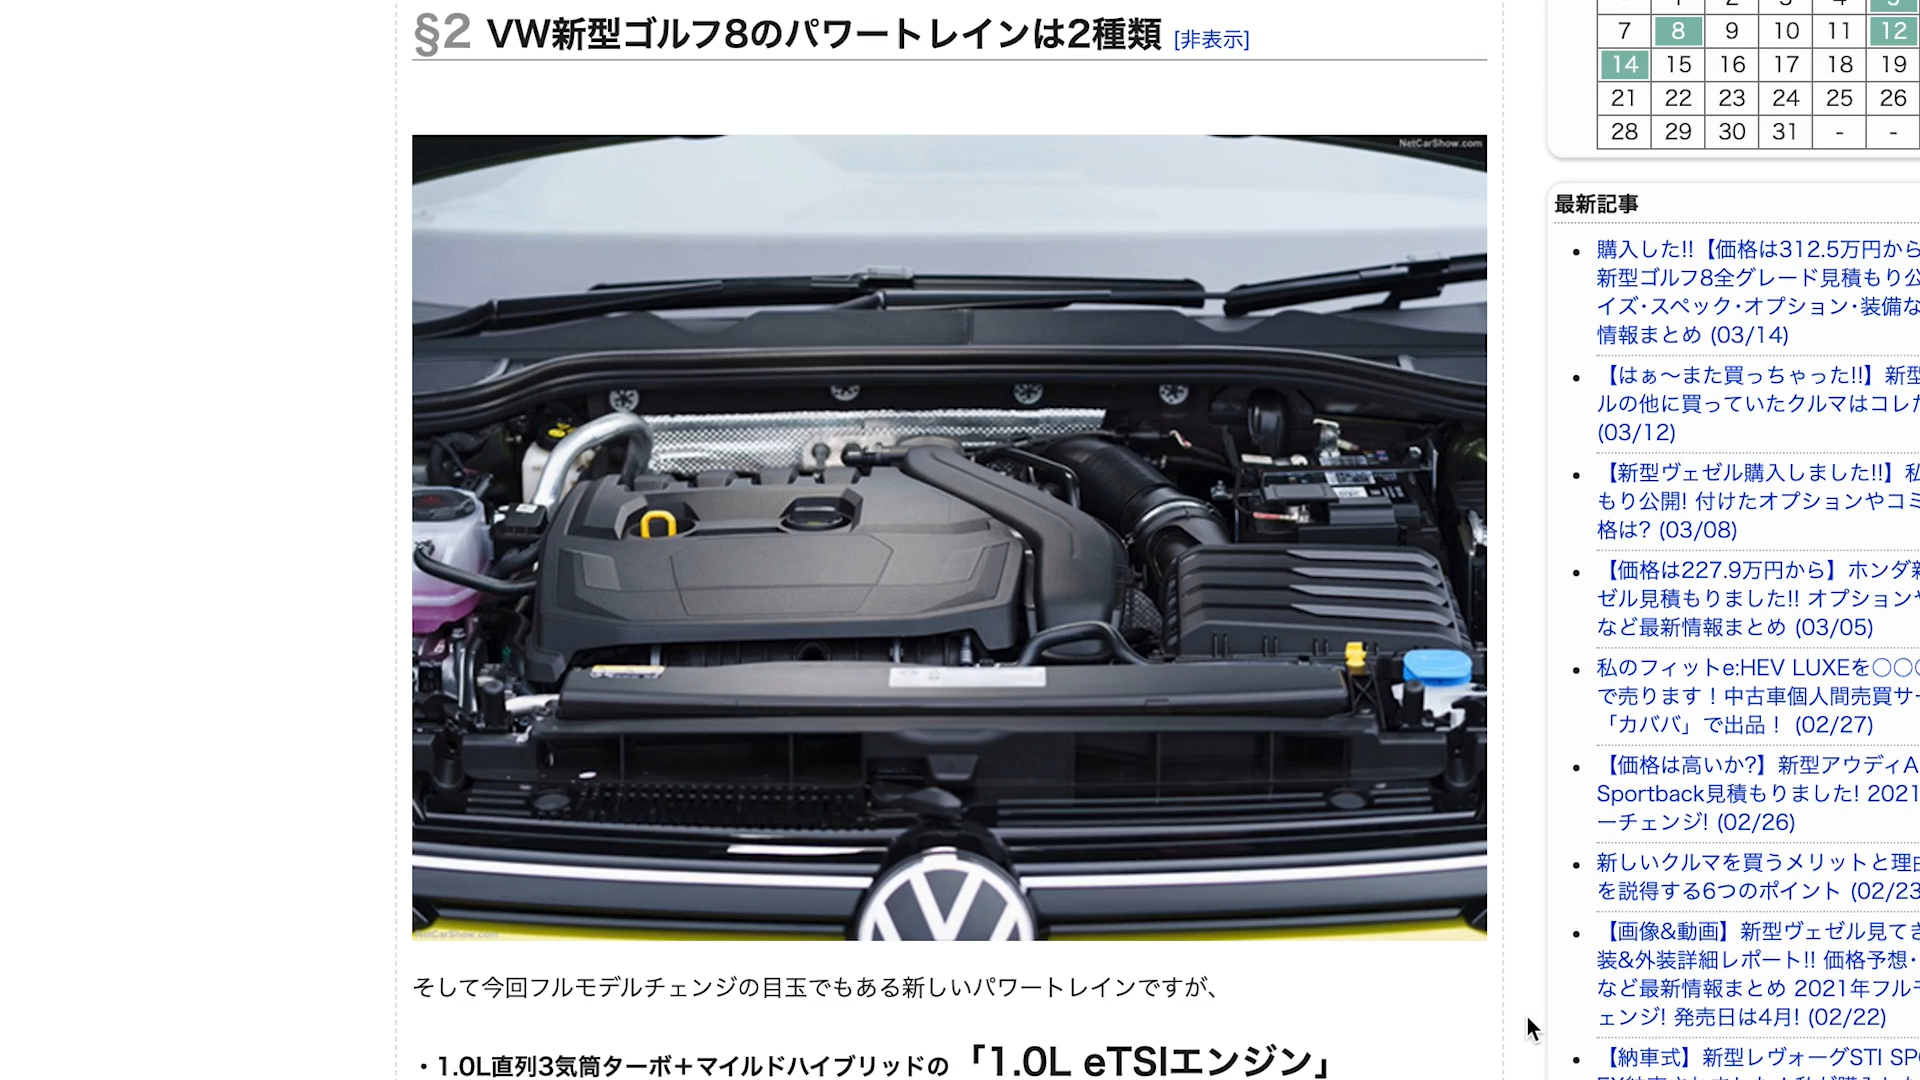 §2 VW新型ゴルフ8のパワートレインは2種類 [非表示]
NetCarShow.com
NetCarShow.com
そして今回フルモデルチェンジの目玉でもある新しいパワートレインですが、
・1.0L直列3気筒ターボ＋マイルドハイブリッドの「1.0L eTSIエンジン」
7 8 9 10 11 12
14 15 16 17 18 19
21 22 23 24 25 26
28 29 30 31 - -
最新記事
購入した!!【価格は312.5万円から
新型ゴルフ8全グレード見積もり公
イズ･スペック･オプション･装備な
情報まとめ (03/14)
【はぁ〜また買っちゃった!!】新型
ルの他に買っていたクルマはコレだ
(03/12)
【新型ヴェゼル購入しました!!】私
もり公開! 付けたオプションやコミ
格は? (03/08)
【価格は227.9万円から】ホンダ新
ゼル見積もりました!! オプションや
など最新情報まとめ (03/05)
私のフィットe:HEV LUXEを○○○
で売ります！中古車個人間売買サー
「カババ」で出品！ (02/27)
【価格は高いか?】新型アウディA
Sportback見積もりました! 2021
ーチェンジ! (02/26)
新しいクルマを買うメリットと理由
を説得する6つのポイント (02/23
【画像&動画】新型ヴェゼル見てき
装&外装詳細レポート!! 価格予想･
など最新情報まとめ 2021年フルモ
ェンジ! 発売日は4月! (02/22)
【納車式】新型レヴォーグSTI SP